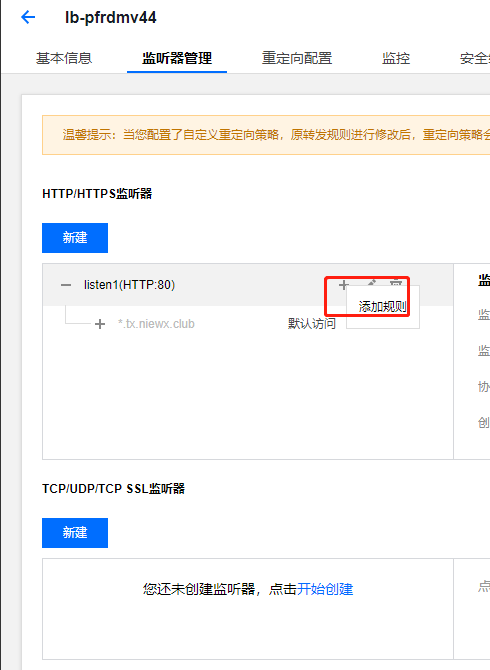 lb-pfrdmv44
基本信息 监听器管理 重定向配置 监控 安全
温馨提示：当您配置了自定义重定向策略，原转发规则进行修改后，重定向策略会
HTTP/HTTPS监听器
新建
listen1(HTTP:80)
添加规则
*.tx.niewx.club 默认访问
监
监
监
协
创
TCP/UDP/TCP SSL监听器
新建
您还未创建监听器，点击开始创建
点